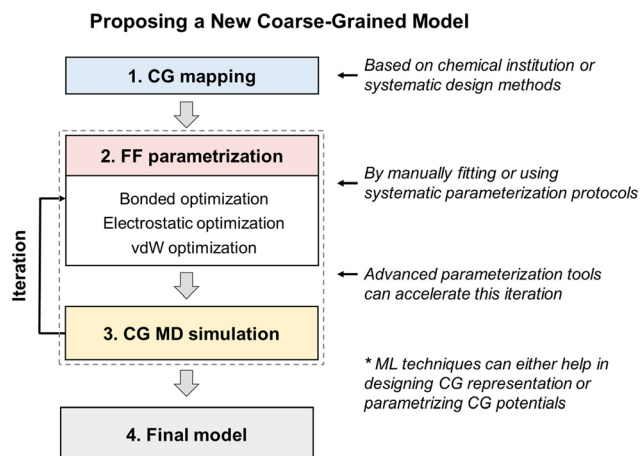 Proposing a New Coarse-Grained Model
1. CG mapping
Based on chemical institution or
systematic design methods
2. FF parametrization
Bonded optimization
Electrostatic optimization
vdW optimization
By manually fitting or using
systematic parameterization protocols
Iteration
Advanced parameterization tools
can accelerate this iteration
3. CG MD simulation
* ML techniques can either help in
designing CG representation or
parametrizing CG potentials
4. Final model